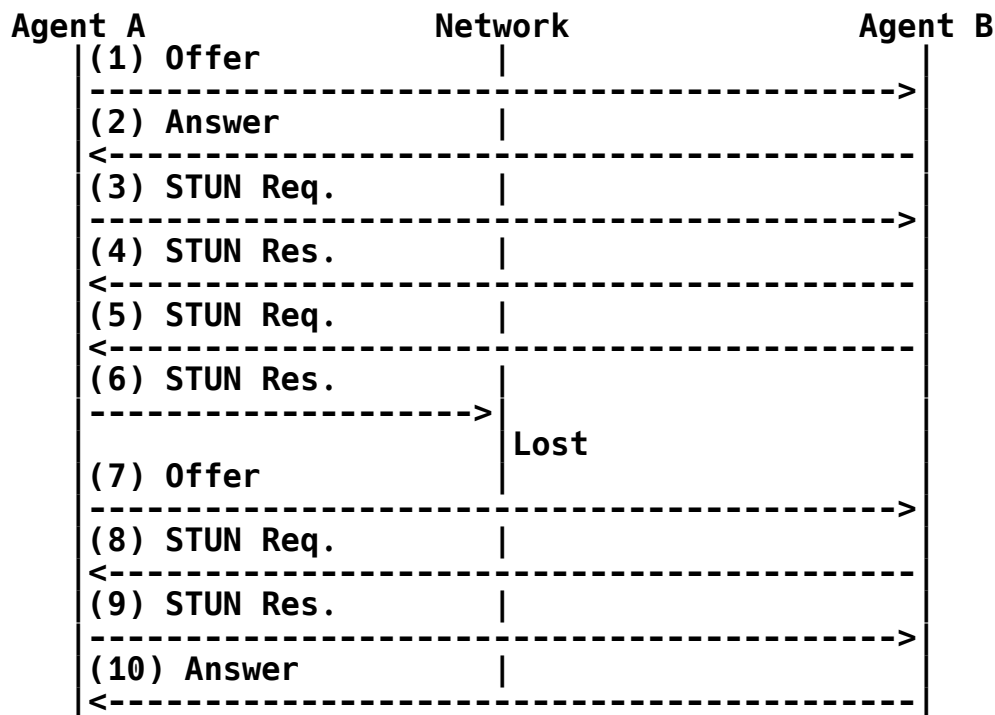 Agent A Network Agent B
(1) Offer
(2) Answer
(3) STUN Req.
(4) STUN Res.
(5) STUN Req.
(6) STUN Res.
Lost
(7) Offer
(8) STUN Req.
(9) STUN Res.
(10) Answer